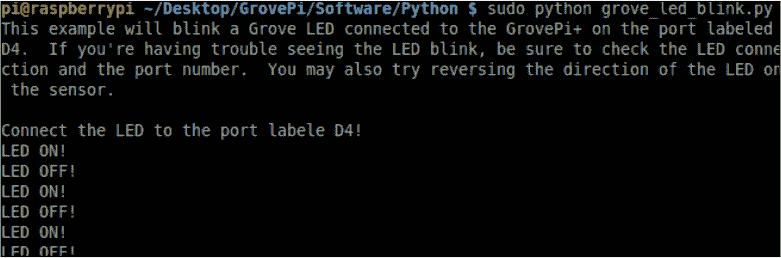 pi@raspberrypi ~/Desktop/GrovePi/Software/Python $ sudo python grove_led_blink.py
This example will blink a Grove LED connected to the GrovePi+ on the port labeled
D4.  If you're having trouble seeing the LED blink, be sure to check the LED conne
ction and the port number.  You may also try reversing the direction of the LED on
 the sensor.
Connect the LED to the port labele D4!
LED ON!
LED OFF!
LED ON!
LED OFF!
LED ON!
LED OFF!